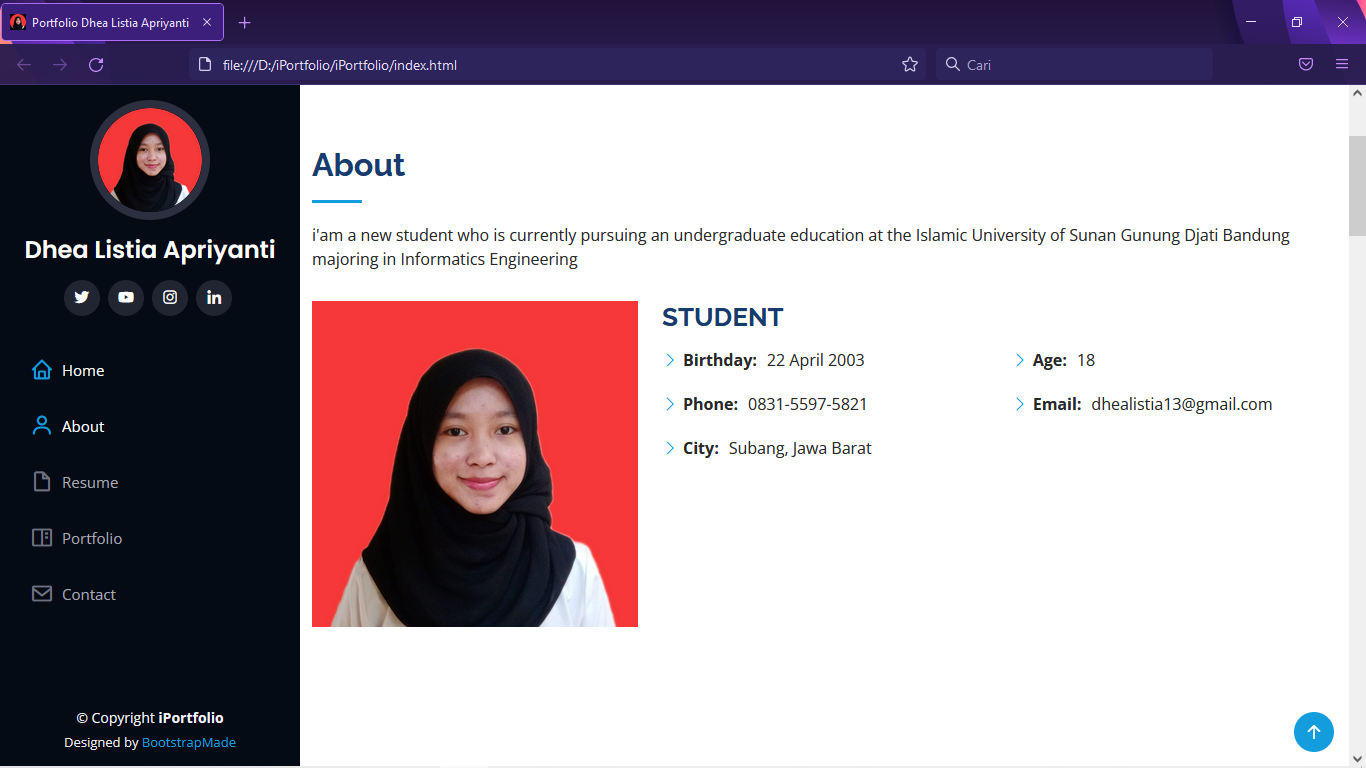 Portfolio Dhea Listia Apriyanti
file:///D:/iPortfolio/iPortfolio/index.html
Cari
Dhea Listia Apriyanti
Home
About
Resume
Portfolio
Contact
© Copyright iPortfolio
Designed by BootstrapMade
About
i'am a new student who is currently pursuing an undergraduate education at the Islamic University of Sunan Gunung Djati Bandung
majoring in Informatics Engineering
STUDENT
Birthday: 22 April 2003
Age: 18
Phone: 0831-5597-5821
Email: dhealistia13@gmail.com
City: Subang, Jawa Barat